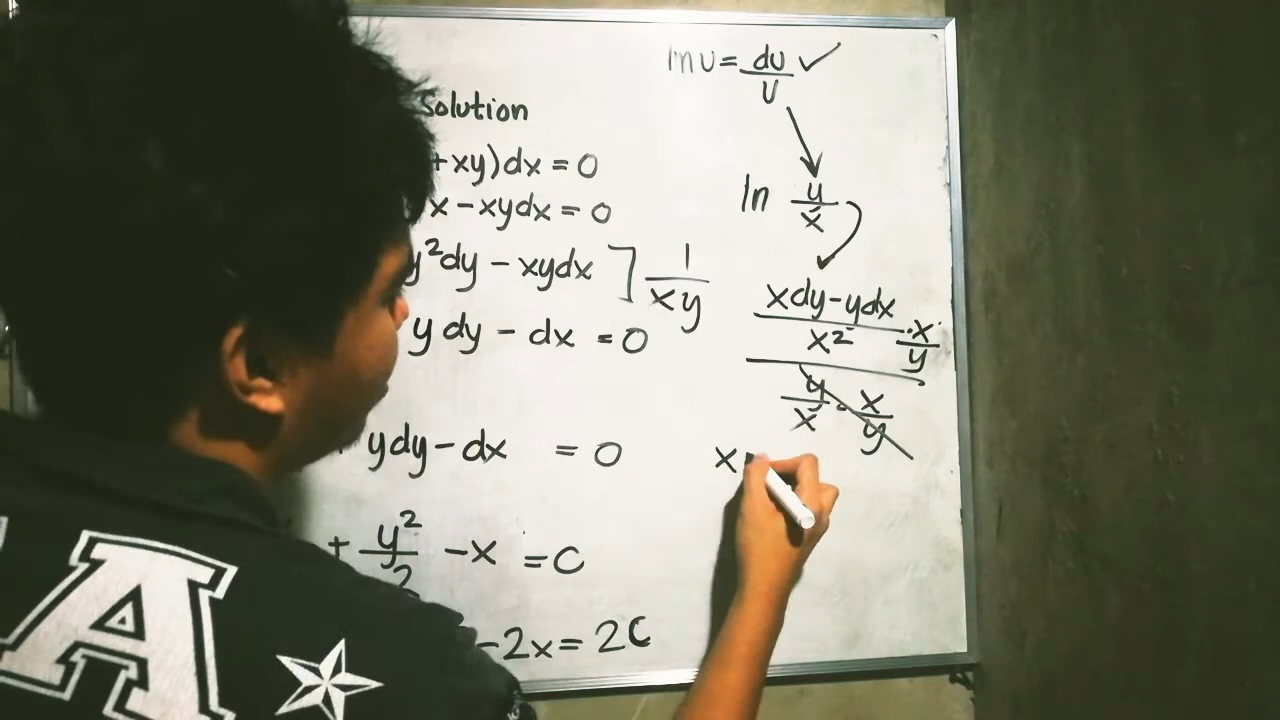 Solution
+xy)dx = 0
x - xydx = 0
y²dy - xydx ] 1/xy
ydy - dx = 0
ydy - dx = 0
+ y²/2 - x = C
-2x = 2C
ln u = du/u ✓
ln y/x
xdy - ydx
x² · x/y
y/x · x/y
x
A